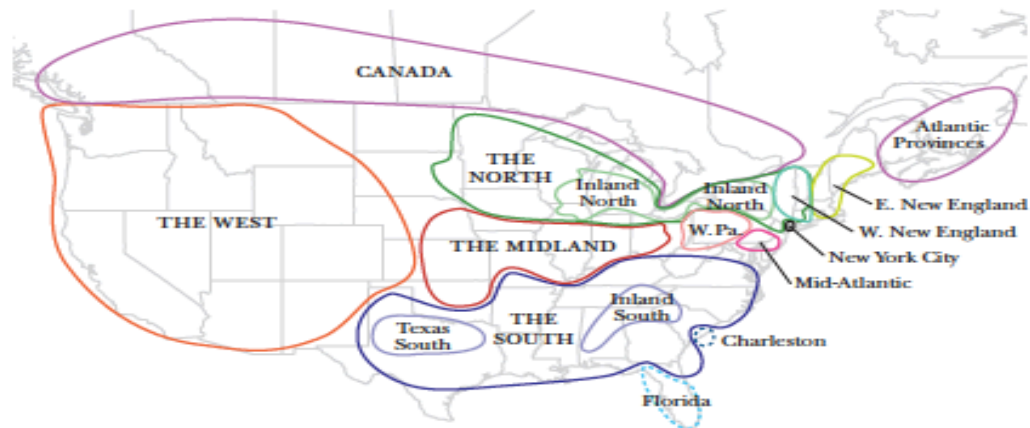 CANADA
Atlantic
Provinces
THE
NORTH
Inland
North
Inland
North
E. New England
THE WEST
W. Pa.
W. New England
THE MIDLAND
New York City
Mid-Atlantic
Inland
South
THE
SOUTH
Texas
South
Charleston
Florida